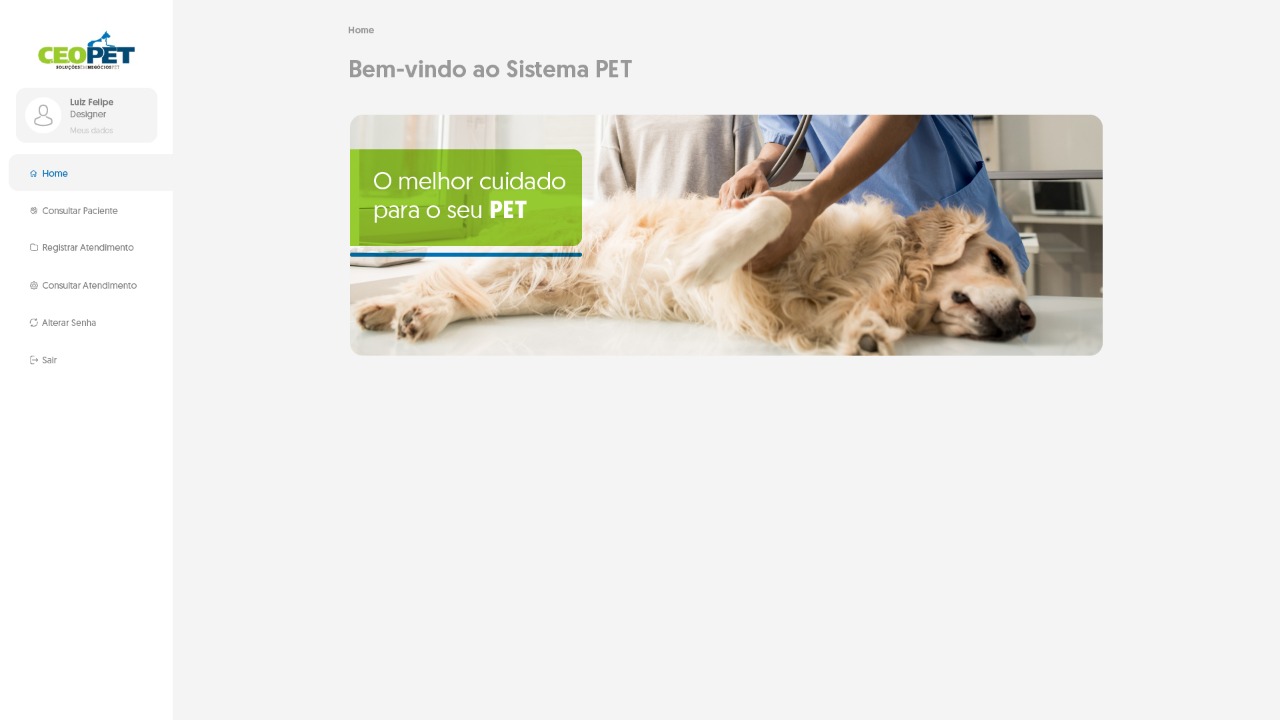 CEOPET
SOLUÇÕES EM NEGÓCIOS PET
Luiz Felipe
Designer
Meus dados
Home
Consultar Paciente
Registrar Atendimento
Consultar Atendimento
Alterar Senha
Sair
Home
Bem-vindo ao Sistema PET
O melhor cuidado
para o seu PET